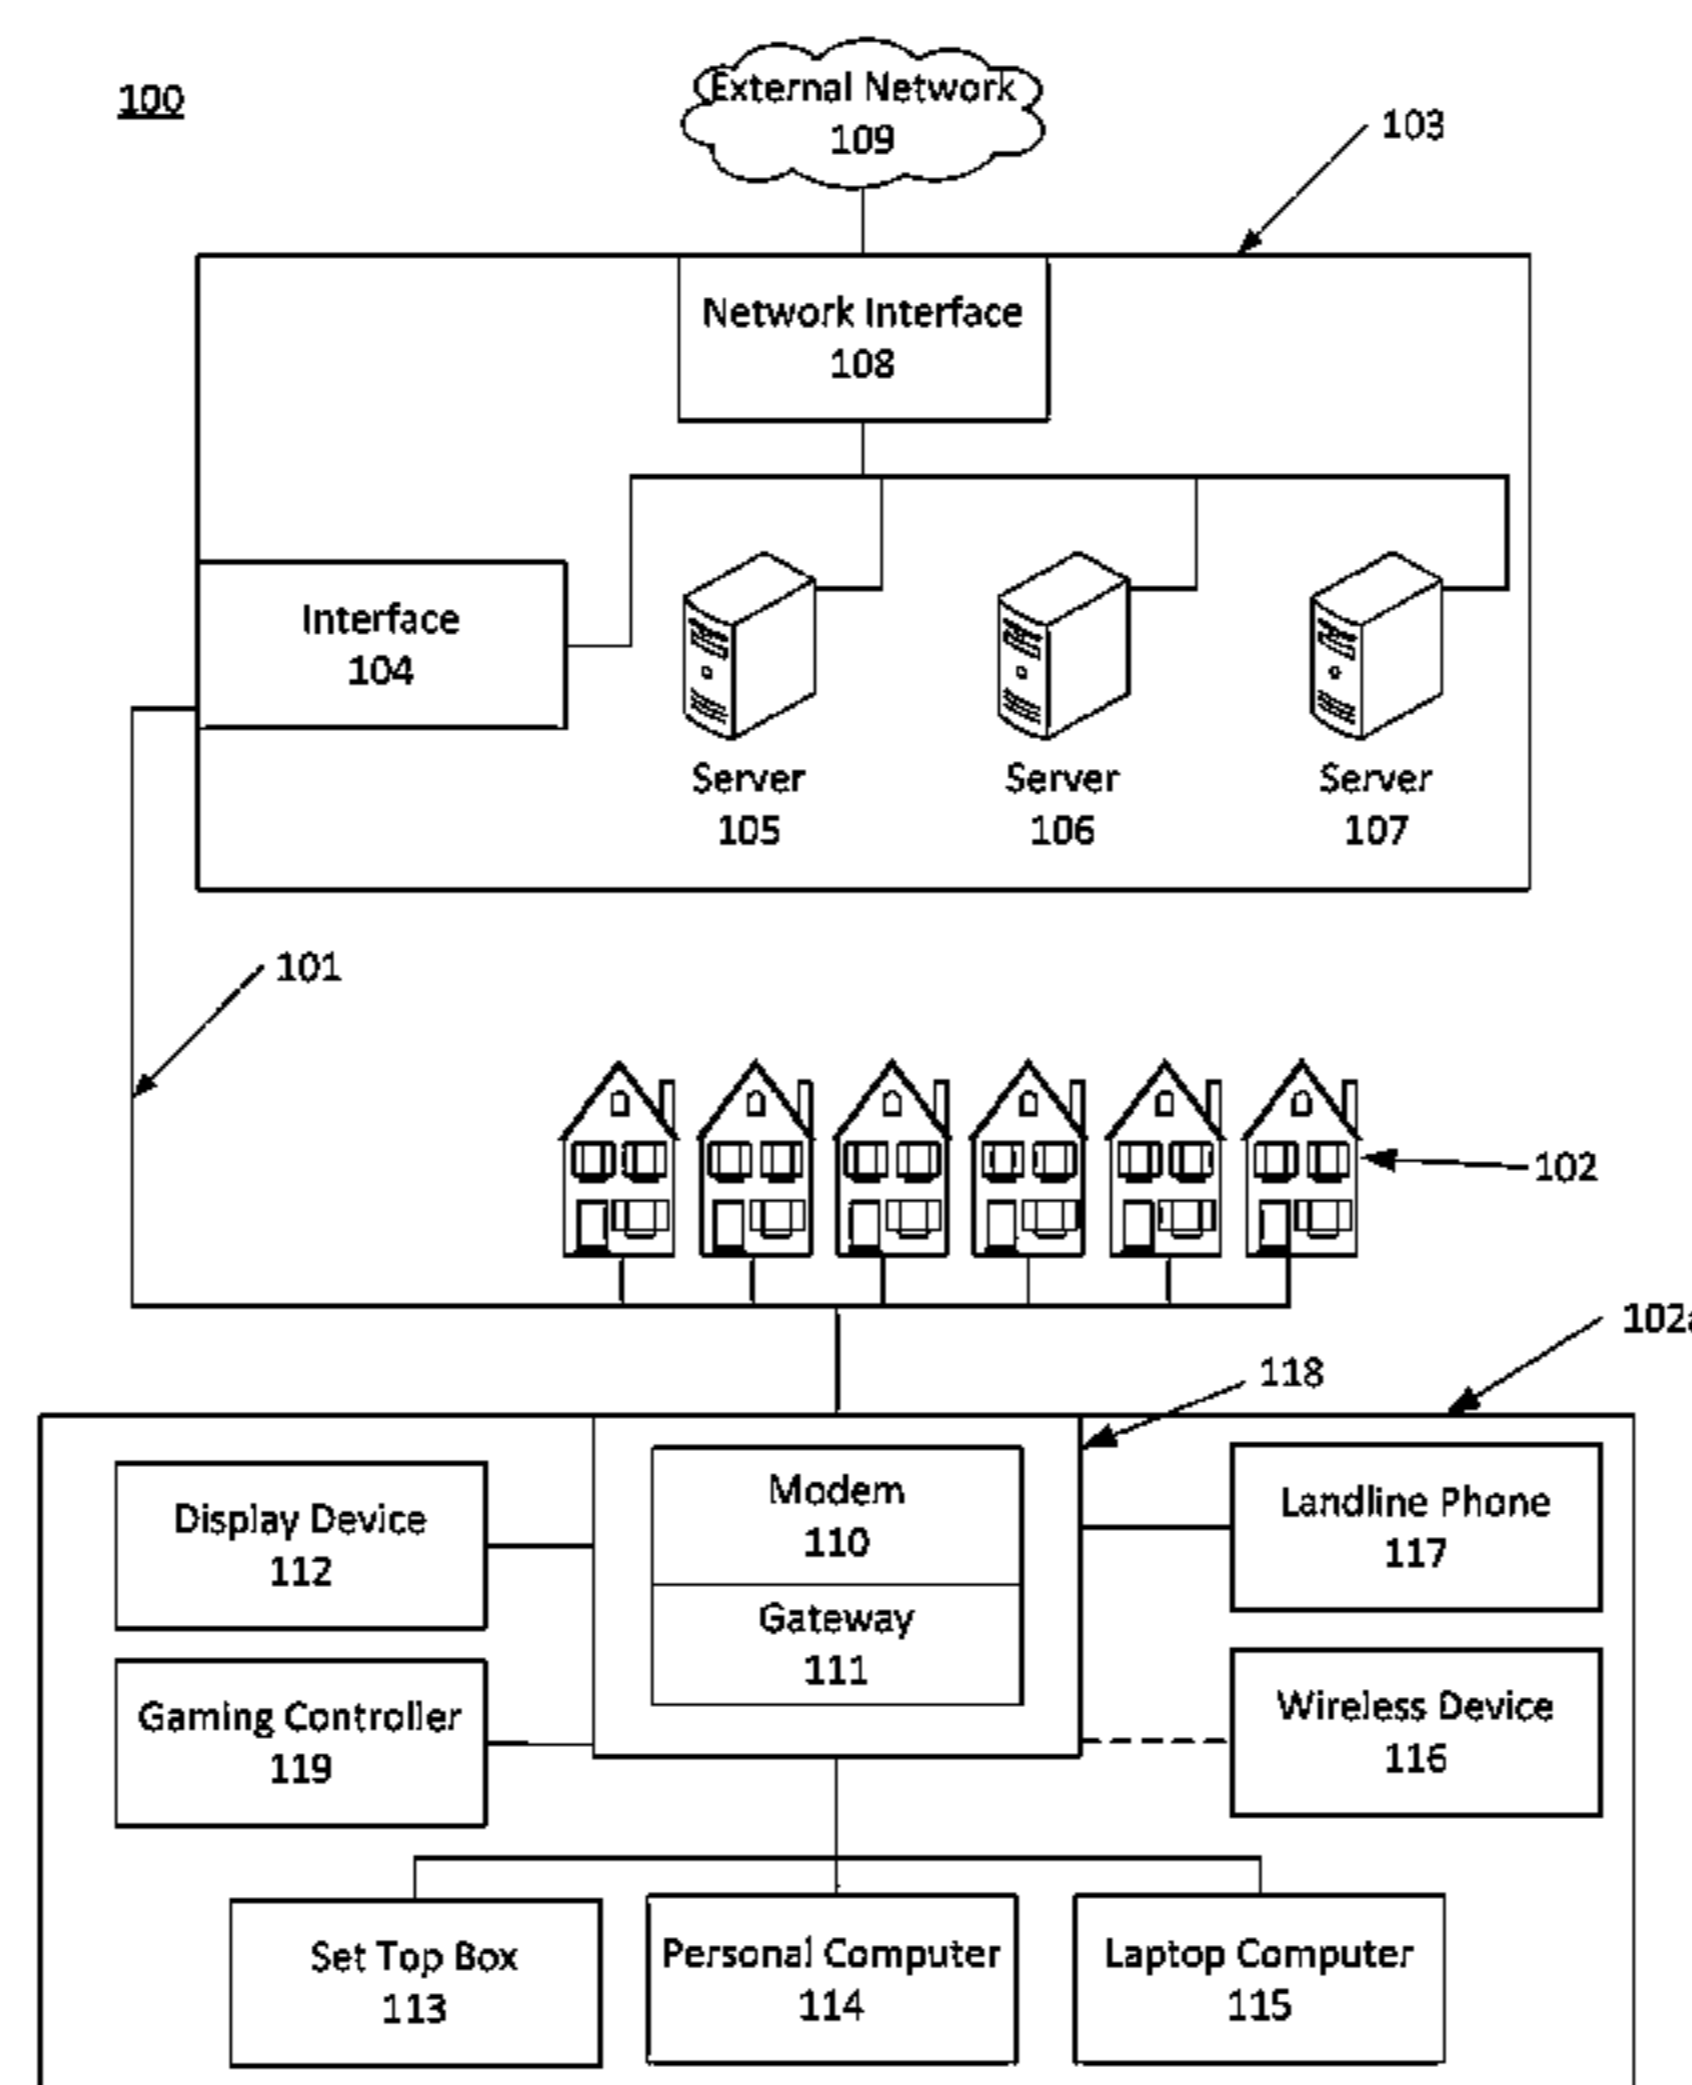 100
External Network
109
103
Network Interface
108
Interface
104
Server
105
Server
106
Server
107
101
102
102a
118
Modem
110
Gateway
111
Display Device
112
Landline Phone
117
Gaming Controller
119
Wireless Device
116
Set Top Box
113
Personal Computer
114
Laptop Computer
115